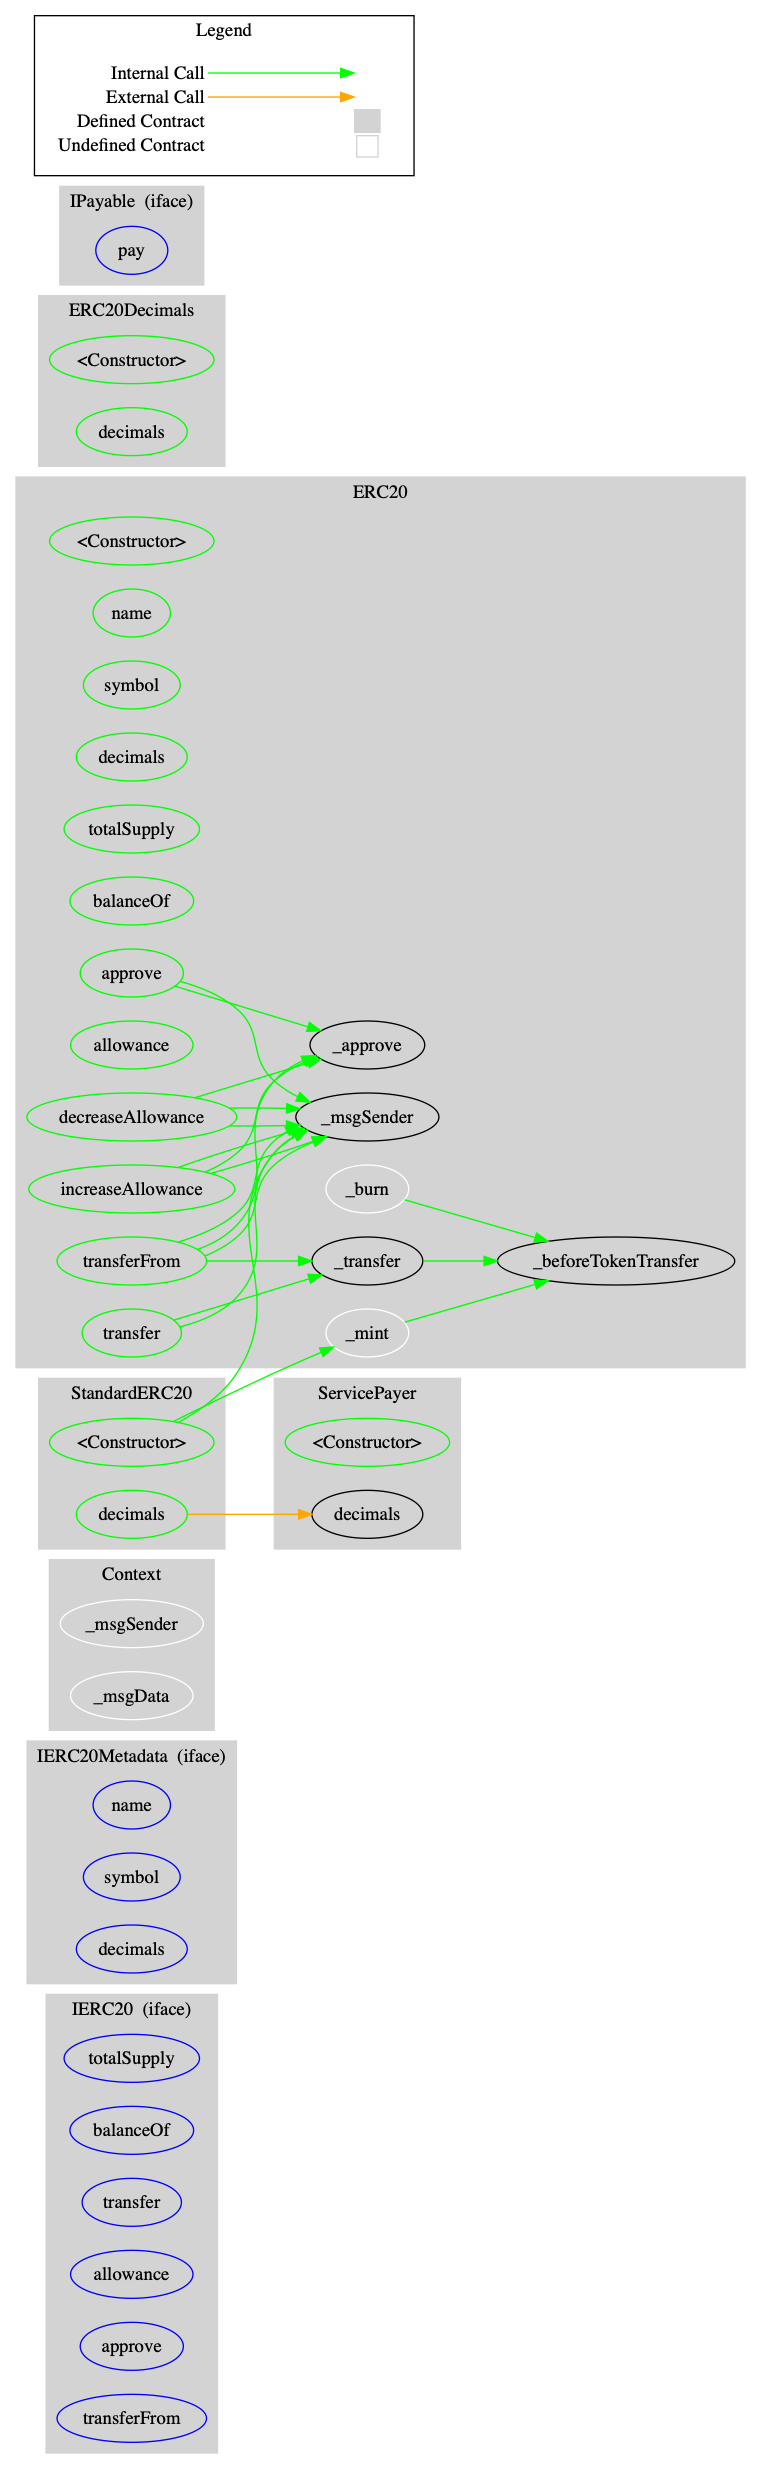 Legend
Internal Call
External Call
Defined Contract
Undefined Contract
IPayable (iface)
pay
ERC20Decimals
<Constructor>
decimals
ERC20
<Constructor>
name
symbol
decimals
totalSupply
balanceOf
approve
allowance
_approve
decreaseAllowance
_msgSender
increaseAllowance
_burn
transferFrom
_transfer
_beforeTokenTransfer
transfer
_mint
StandardERC20
<Constructor>
decimals
ServicePayer
<Constructor>
decimals
Context
_msgSender
_msgData
IERC20Metadata (iface)
name
symbol
decimals
IERC20 (iface)
totalSupply
balanceOf
transfer
allowance
approve
transferFrom